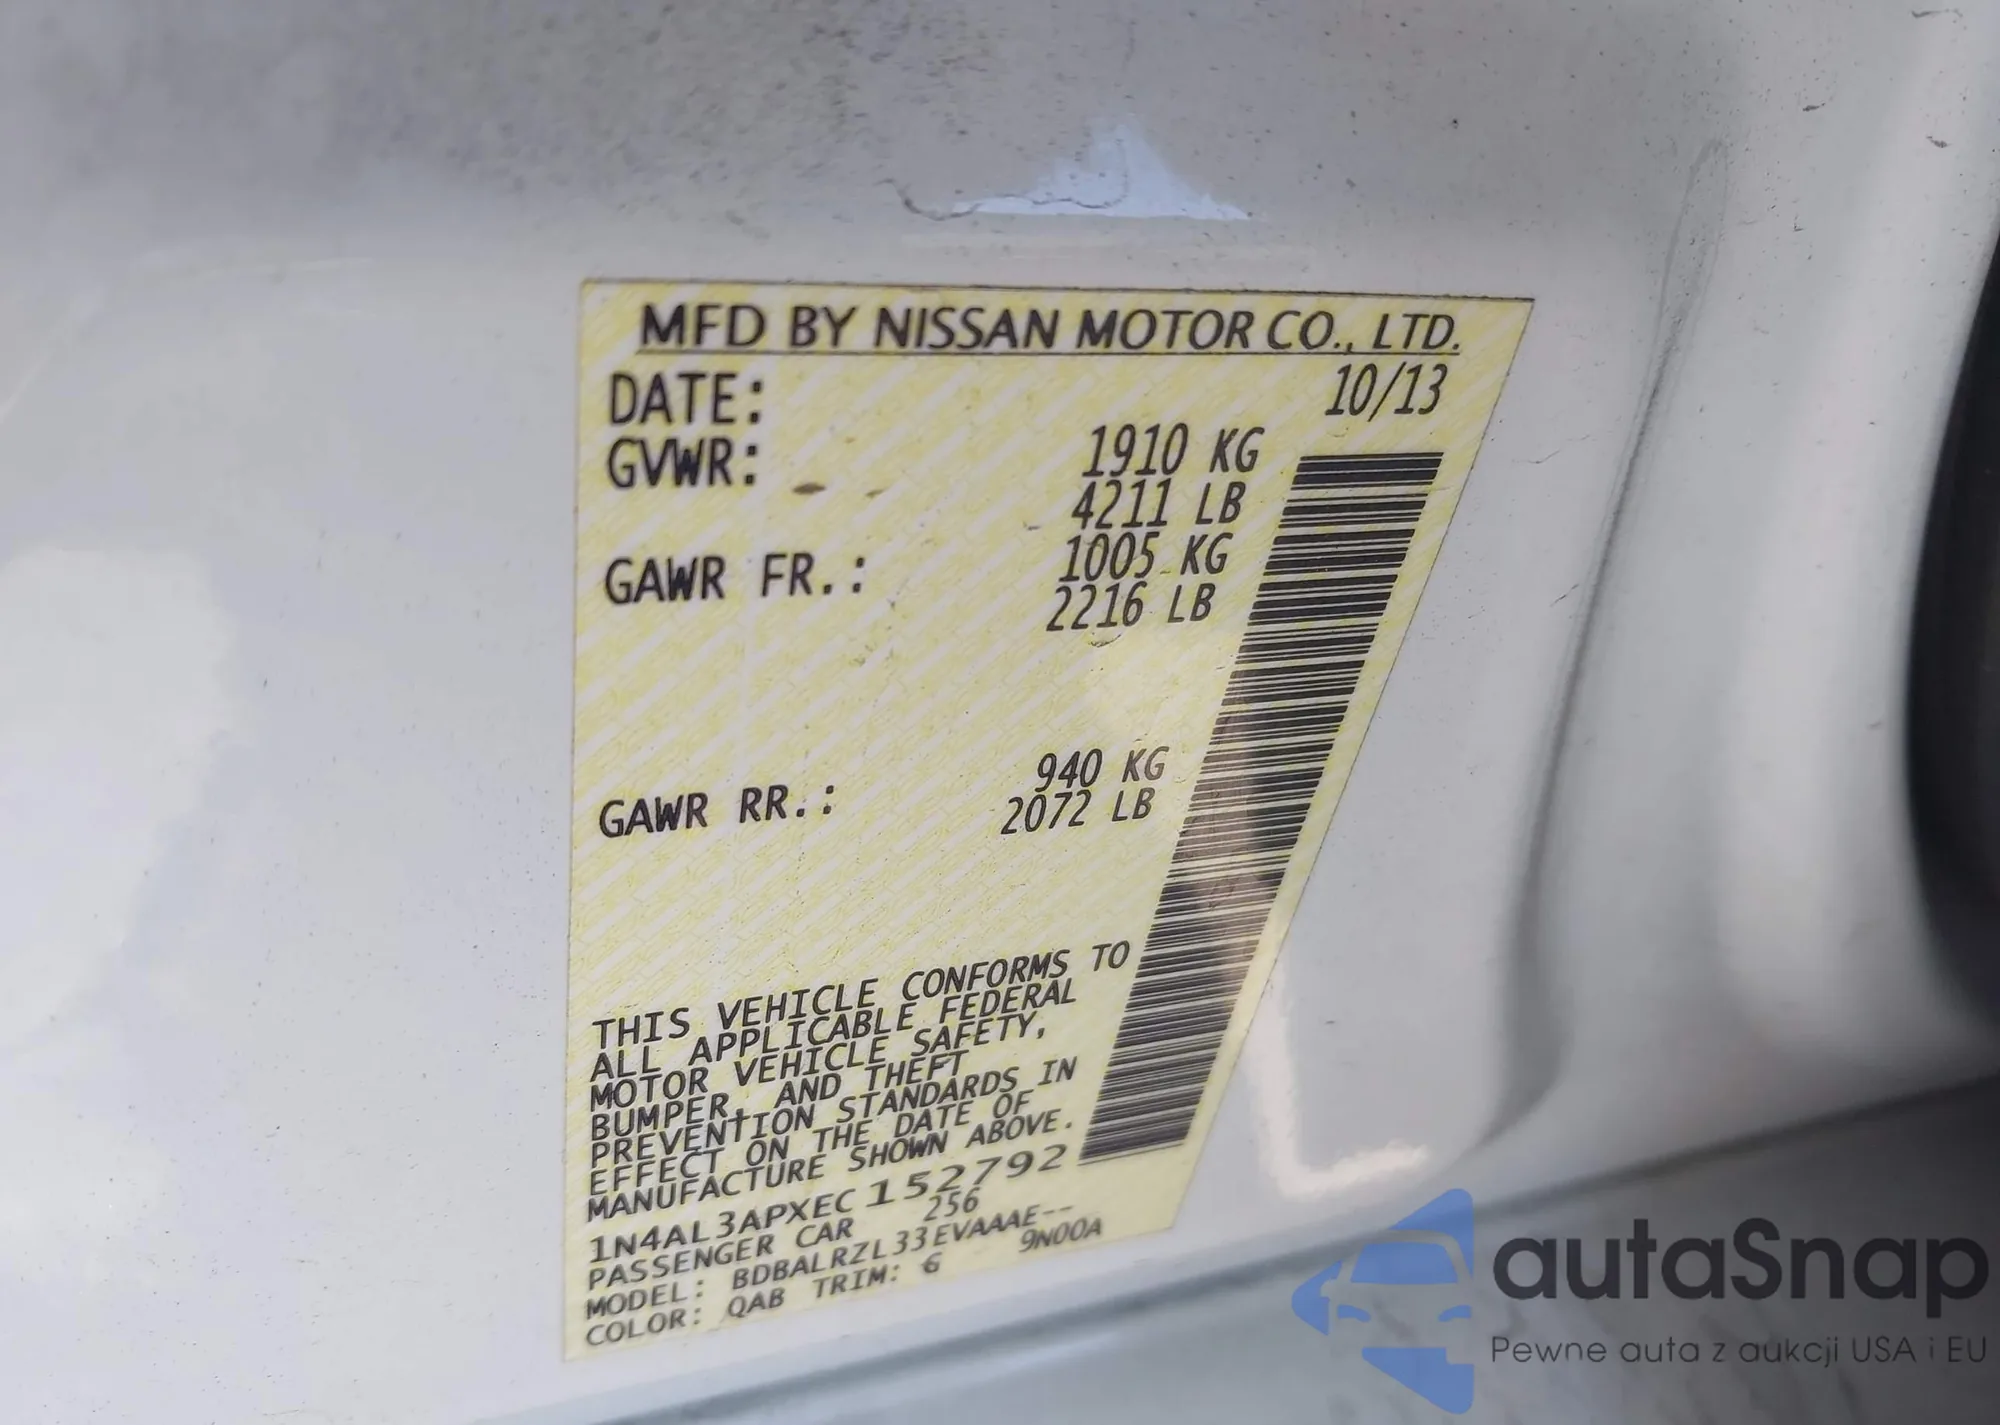 MFD BY NISSAN MOTOR CO., LTD.
DATE: 10/13
GVWR: 1910 KG
4211 LB
GAWR FR.: 1005 KG
2216 LB
GAWR RR.: 940 KG
2072 LB
THIS VEHICLE CONFORMS TO
ALL APPLICABLE FEDERAL
MOTOR VEHICLE SAFETY,
BUMPER, AND THEFT
PREVENTION STANDARDS IN
EFFECT ON THE DATE OF
MANUFACTURE SHOWN ABOVE.
1N4AL3APXEC152792
PASSENGER CAR 256
MODEL: BDBALRZL33EVAAAE--
COLOR: QAB TRIM: G 9N00A
autaSnap
Pewne auta z aukcji USA i EU